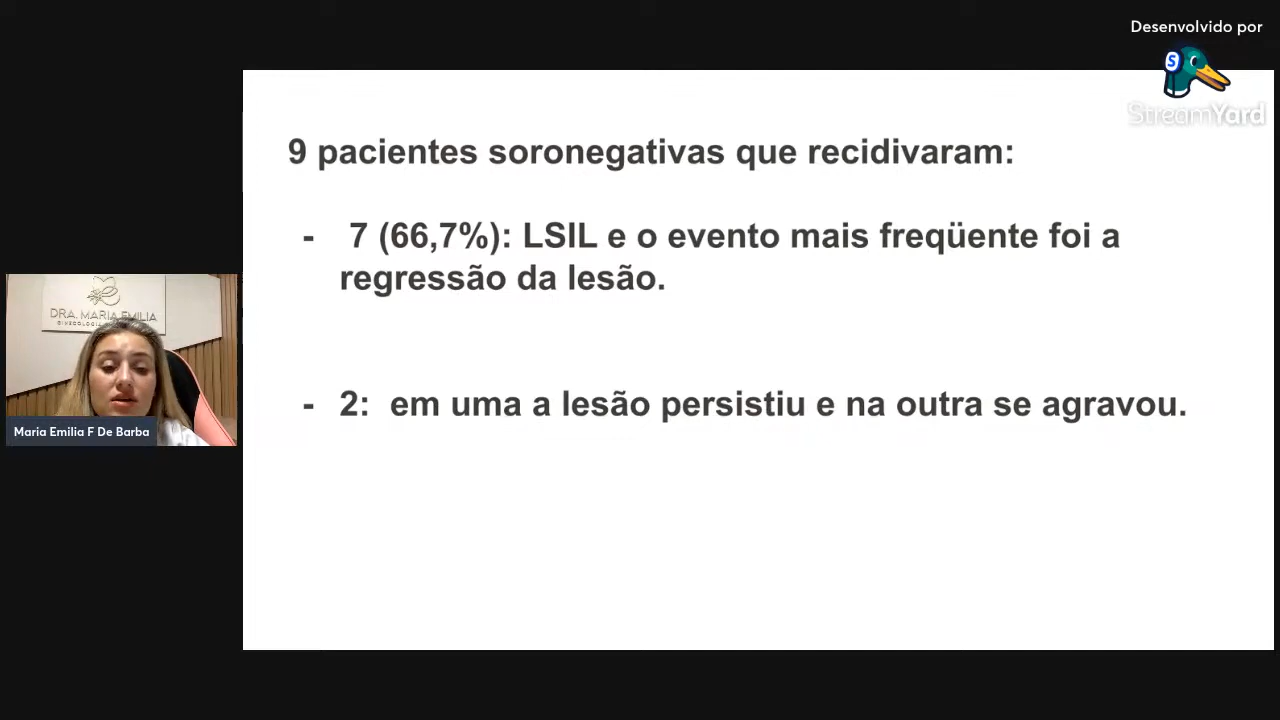 Desenvolvido por
StreamYard
9 pacientes soronegativas que recidivaram:
- 7 (66,7%): LSIL e o evento mais freqüente foi a
regressão da lesão.
- 2: em uma a lesão persistiu e na outra se agravou.
DRA. MARIA EMILIA
Maria Emilia F De Barba